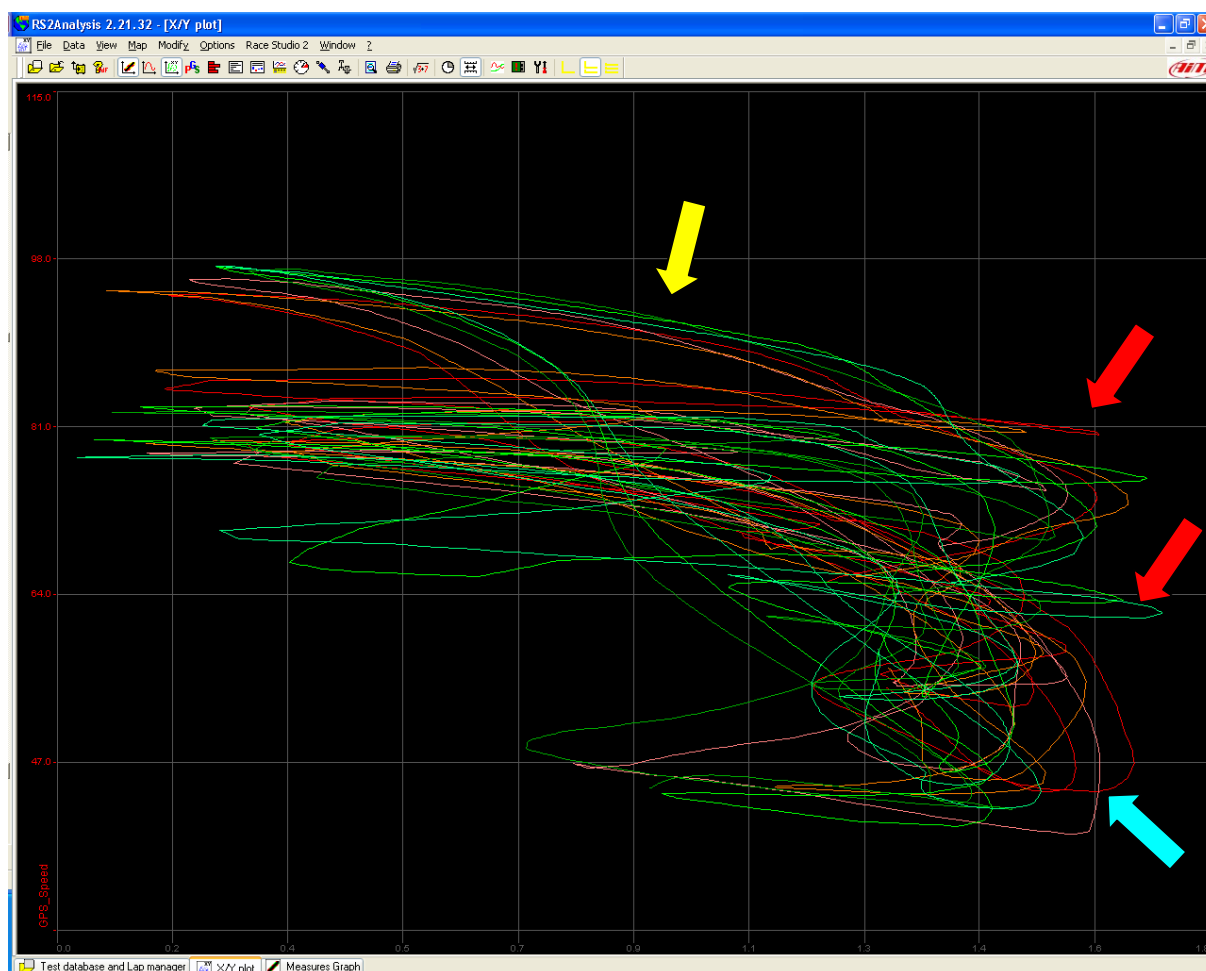 RS2Analysis 2.21.32 - [X/Y plot]
File Data View Map Modify Options Race Studio 2 Window ?
AiM
115.0
98.0
81.0
64.0
47.0
GPS_Speed
0.0 0.2 0.4 0.5 0.7 0.9 1.1 1.3 1.4 1.6
Test database and Lap manager X/Y plot Measures Graph